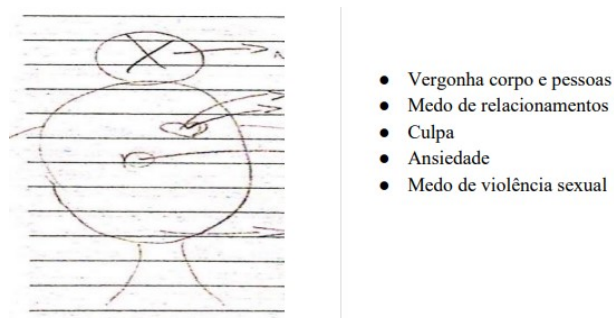 Vergonha corpo e pessoas
Medo de relacionamentos
Culpa
Ansiedade
Medo de violência sexual